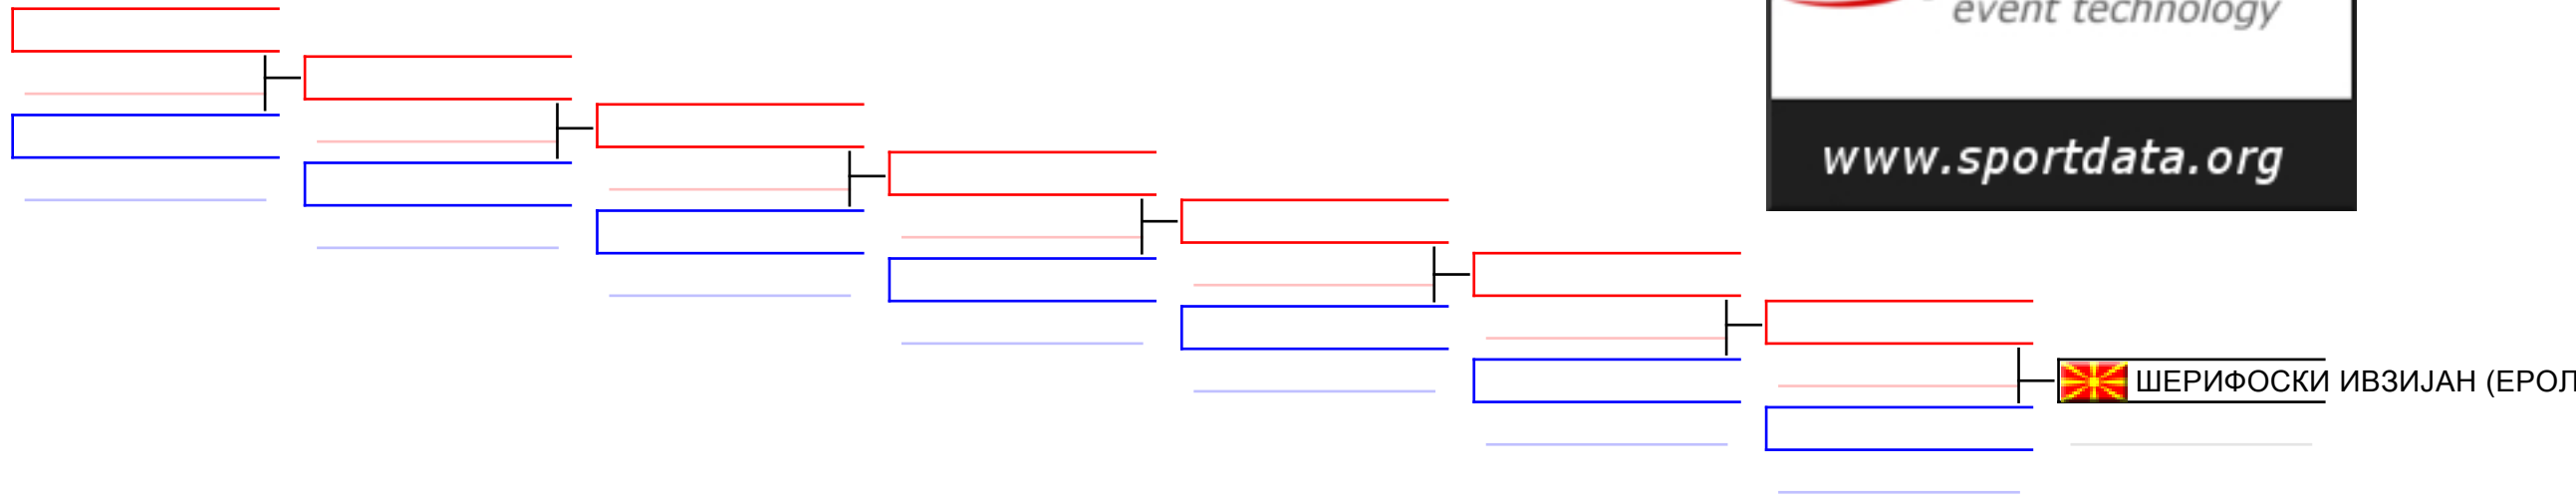 event technology
www.sportdata.org
ШЕРИФОСКИ ИВЗИЈАН (ЕРОЛ